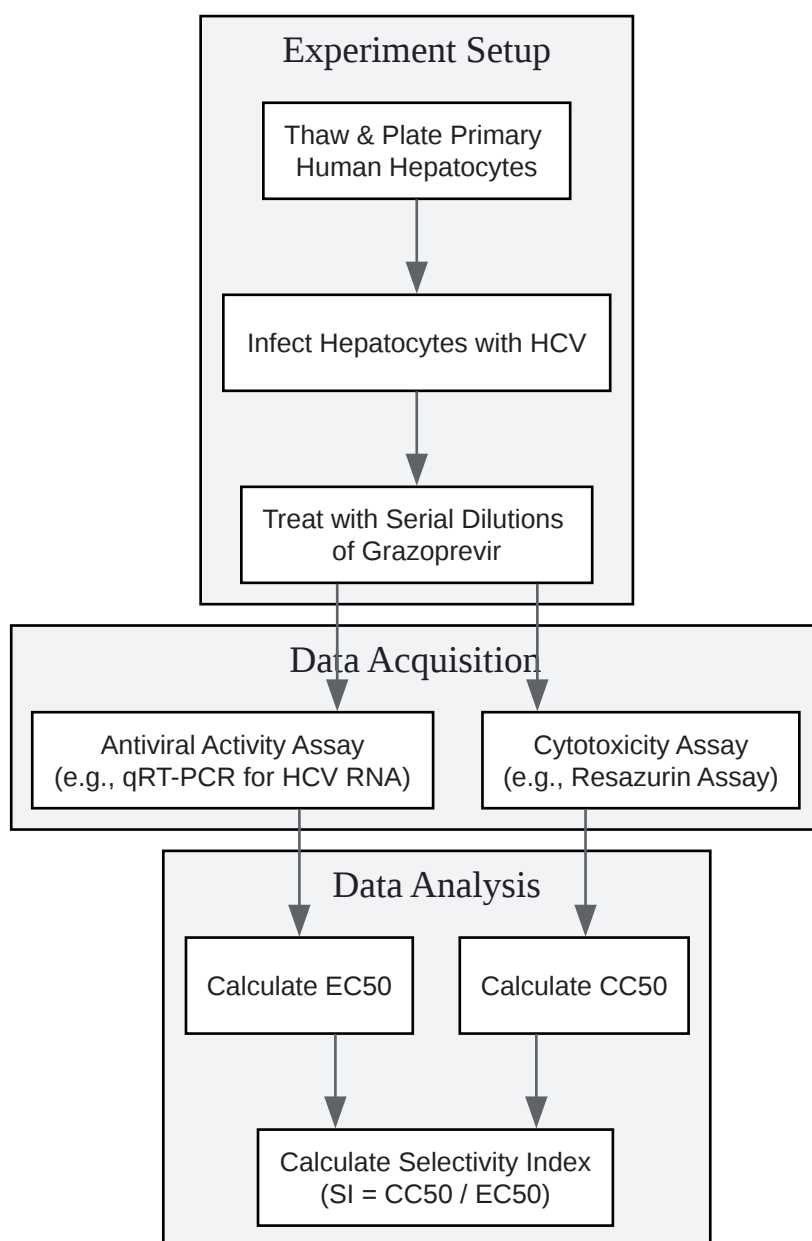 Experiment Setup
Thaw & Plate Primary
Human Hepatocytes
Infect Hepatocytes with HCV
Treat with Serial Dilutions
of Grazoprevir
Data Acquisition
Antiviral Activity Assay
(e.g., qRT-PCR for HCV RNA)
Cytotoxicity Assay
(e.g., Resazurin Assay)
Data Analysis
Calculate EC50
Calculate CC50
Calculate Selectivity Index
(SI = CC50 / EC50)